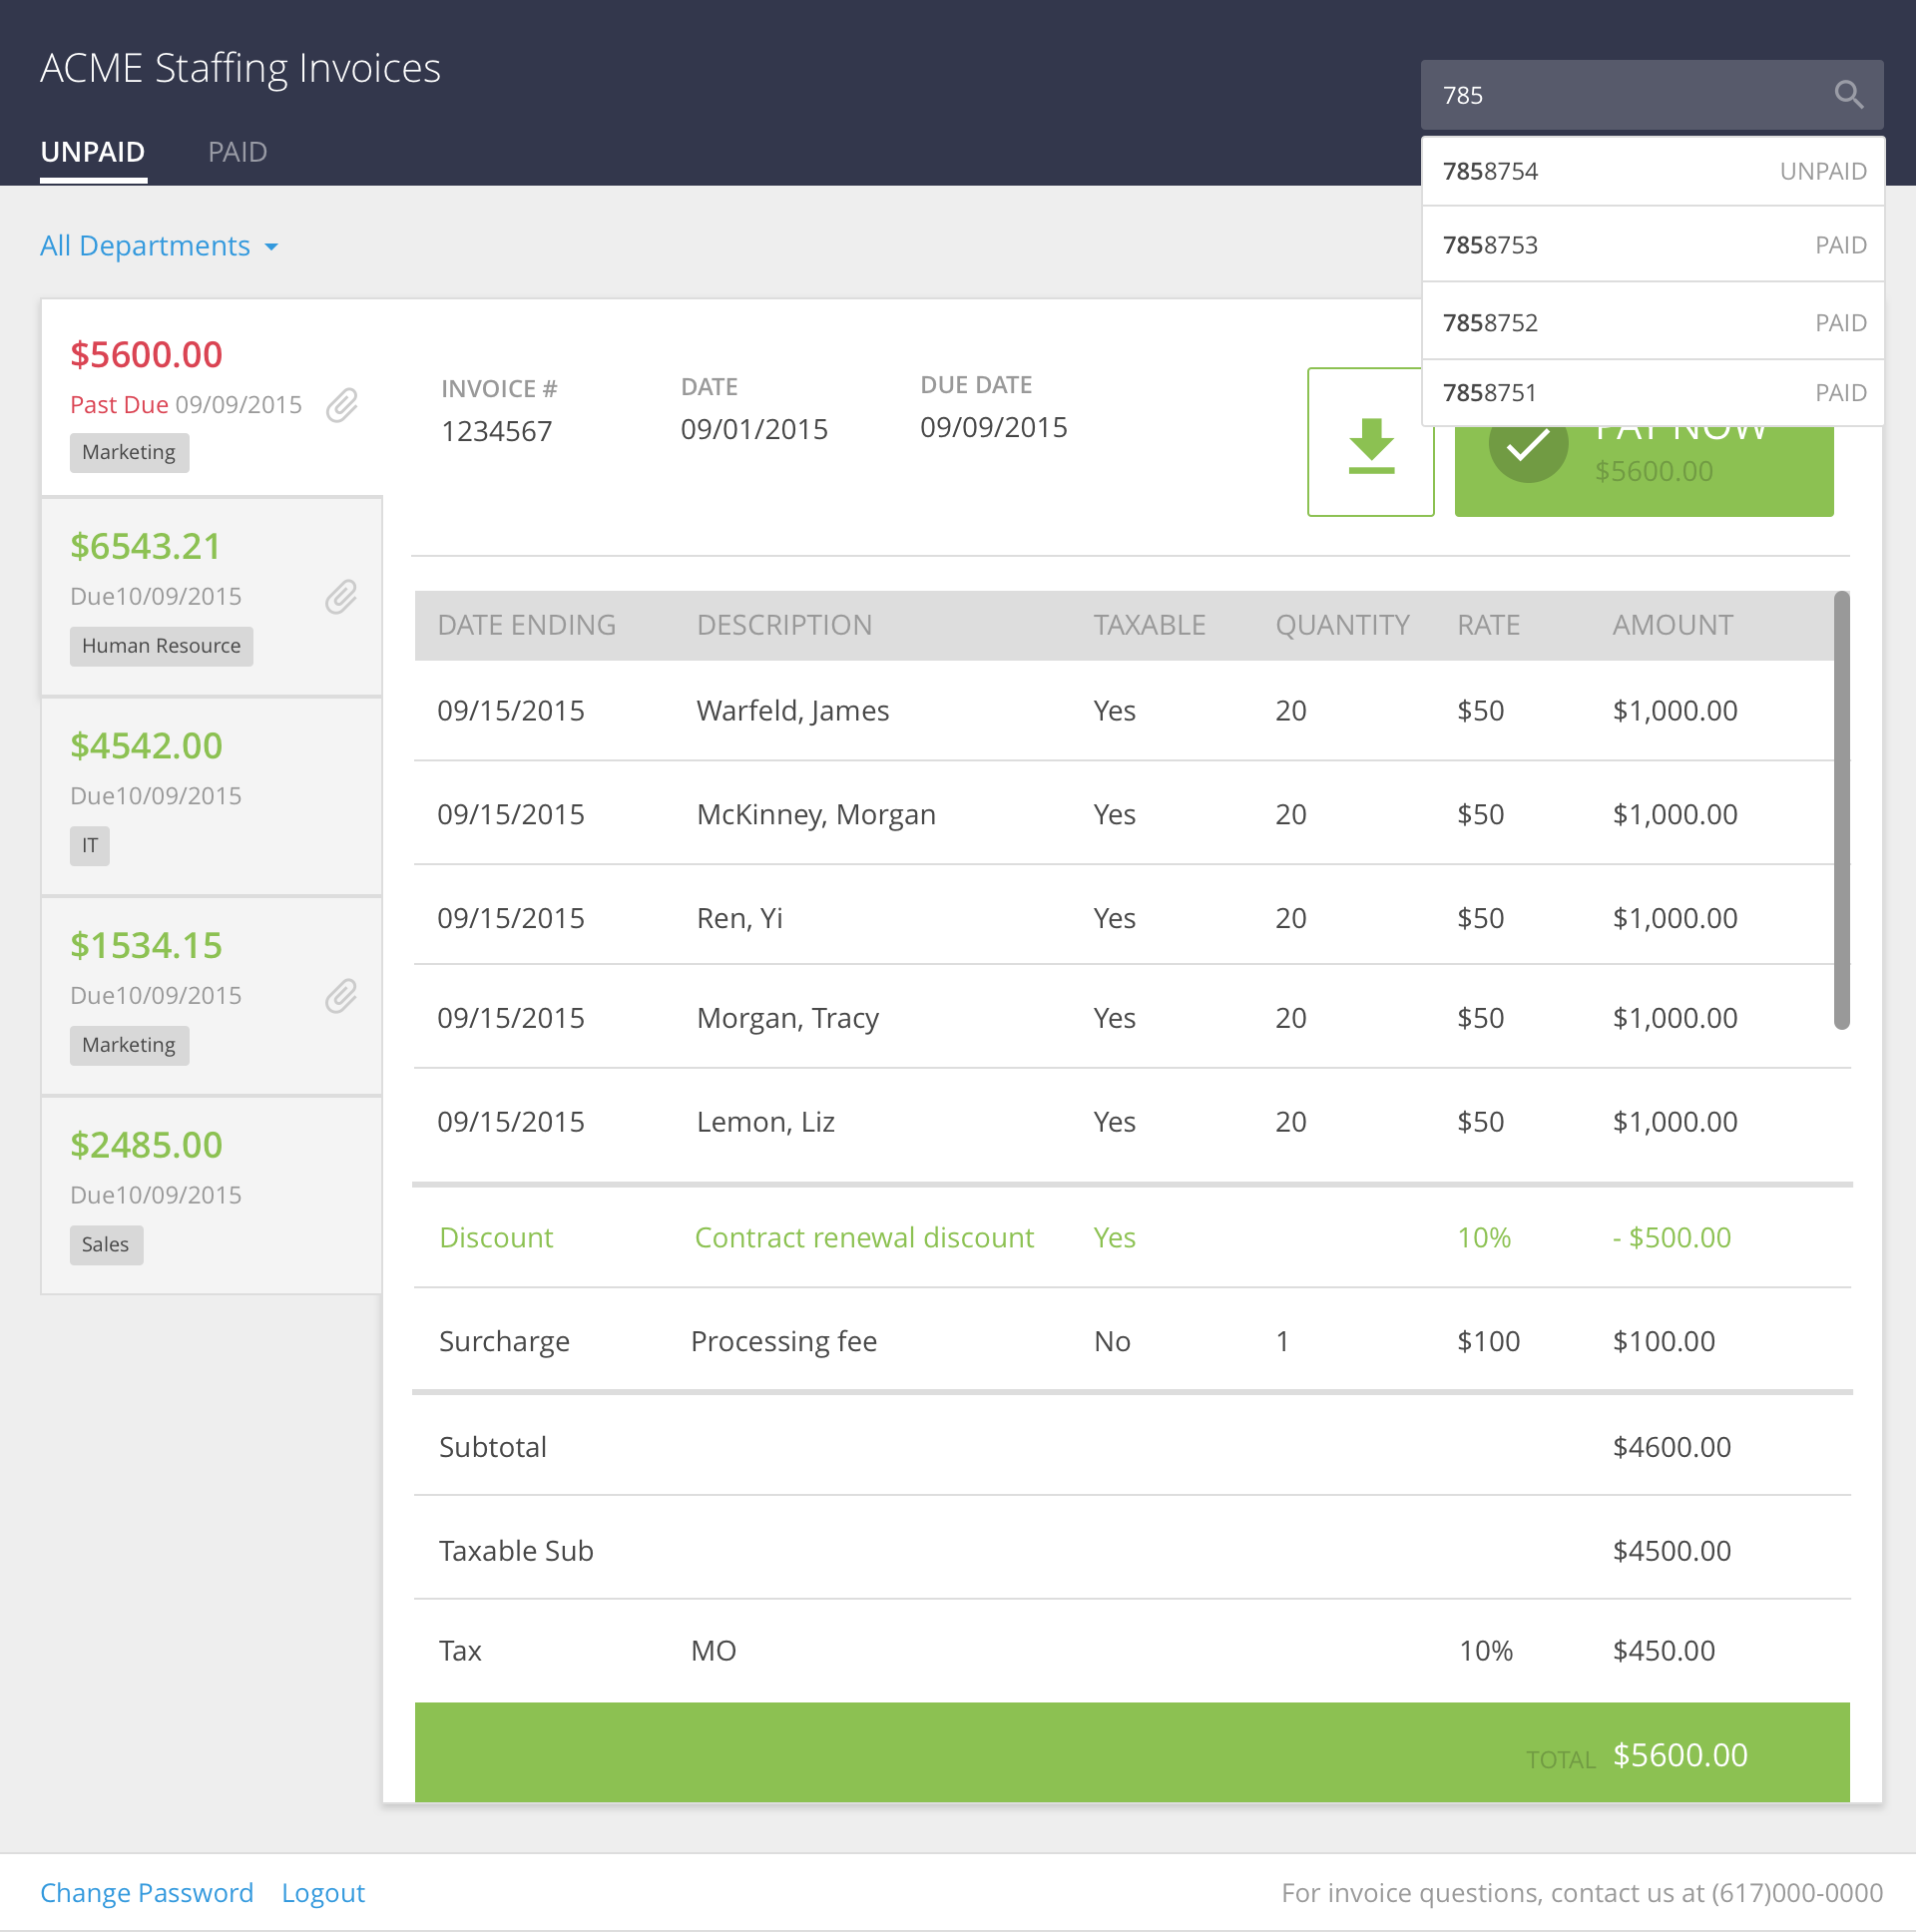 ACME Staffing Invoices
785
UNPAID PAID
7858754 UNPAID
7858753 PAID
7858752 PAID
7858751 PAID
All Departments
$5600.00
Past Due 09/09/2015
Marketing
$6543.21
Due10/09/2015
Human Resource
$4542.00
Due10/09/2015
IT
$1534.15
Due10/09/2015
Marketing
$2485.00
Due10/09/2015
Sales
INVOICE # DATE DUE DATE
1234567 09/01/2015 09/09/2015
PAY NOW
$5600.00
DATE ENDING DESCRIPTION TAXABLE QUANTITY RATE AMOUNT
09/15/2015 Warfeld, James Yes 20 $50 $1,000.00
09/15/2015 McKinney, Morgan Yes 20 $50 $1,000.00
09/15/2015 Ren, Yi Yes 20 $50 $1,000.00
09/15/2015 Morgan, Tracy Yes 20 $50 $1,000.00
09/15/2015 Lemon, Liz Yes 20 $50 $1,000.00
Discount Contract renewal discount Yes 10% - $500.00
Surcharge Processing fee No 1 $100 $100.00
Subtotal $4600.00
Taxable Sub $4500.00
Tax MO 10% $450.00
TOTAL $5600.00
Change Password Logout
For invoice questions, contact us at (617)000-0000